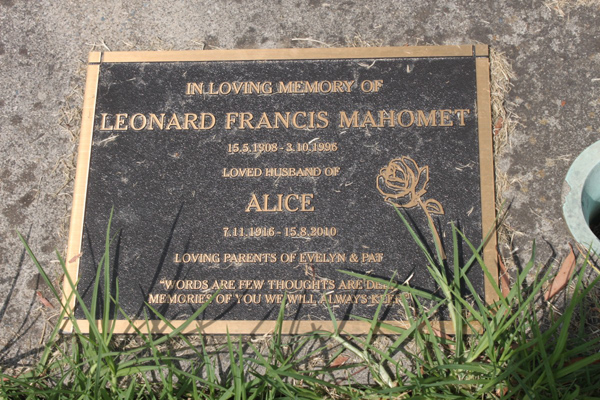 IN LOVING MEMORY OF
LEONARD FRANCIS MAHOMET
15.5.1908 - 3.10.1996
LOVED HUSBAND OF
ALICE
7.11.1916 - 15.8.2010
LOVING PARENTS OF EVELYN & PAT
"WORDS ARE FEW THOUGHTS ARE
MEMORIES OF YOU WE WILL ALWAYS KEEP"